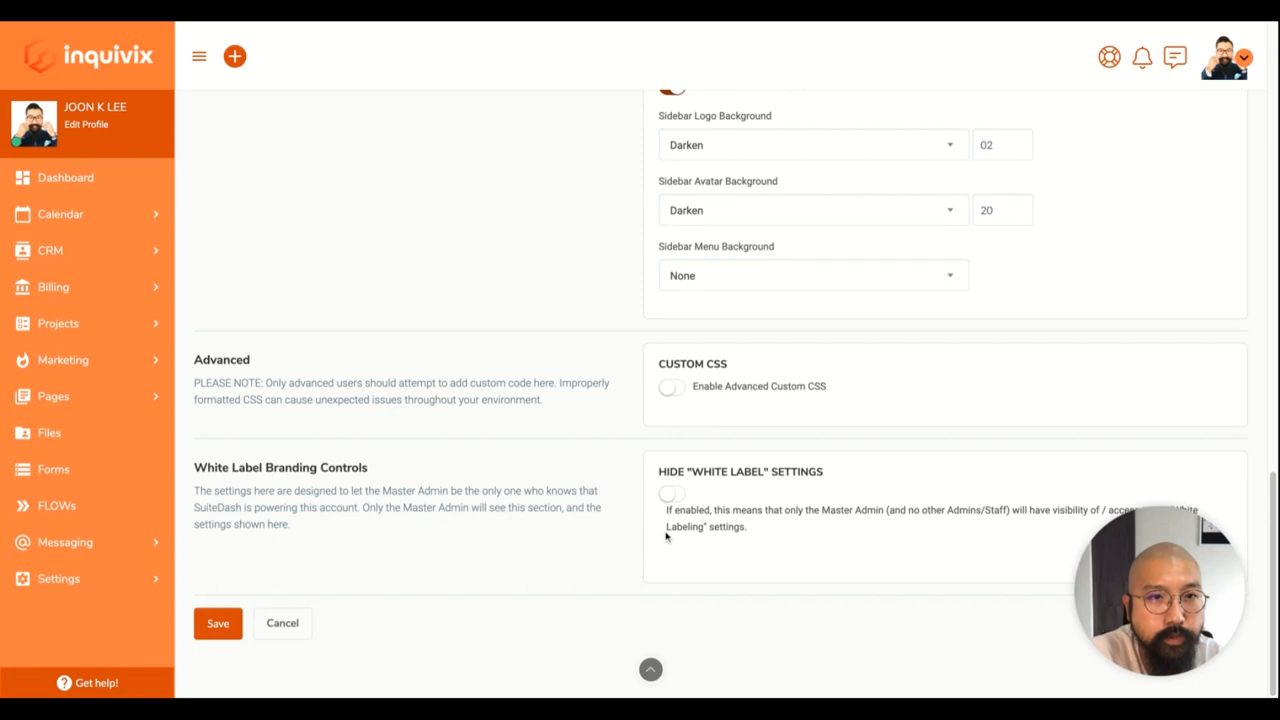 inquivix
JOON K LEE
Edit Profile
Dashboard
Calendar
CRM
Billing
Projects
Marketing
Pages
Files
Forms
FLOWs
Messaging
Settings
Get help!
Sidebar Logo Background
Darken
02
Sidebar Avatar Background
Darken
20
Sidebar Menu Background
None
Advanced
PLEASE NOTE: Only advanced users should attempt to add custom code here. Improperly
formatted CSS can cause unexpected issues throughout your environment.
CUSTOM CSS
Enable Advanced Custom CSS
White Label Branding Controls
The settings here are designed to let the Master Admin be the only one who knows that
SuiteDash is powering this account. Only the Master Admin will see this section, and the
settings shown here.
HIDE "WHITE LABEL" SETTINGS
If enabled, this means that only the Master Admin (and no other Admins/Staff) will have visibility of / White
Labeling" settings.
Save
Cancel